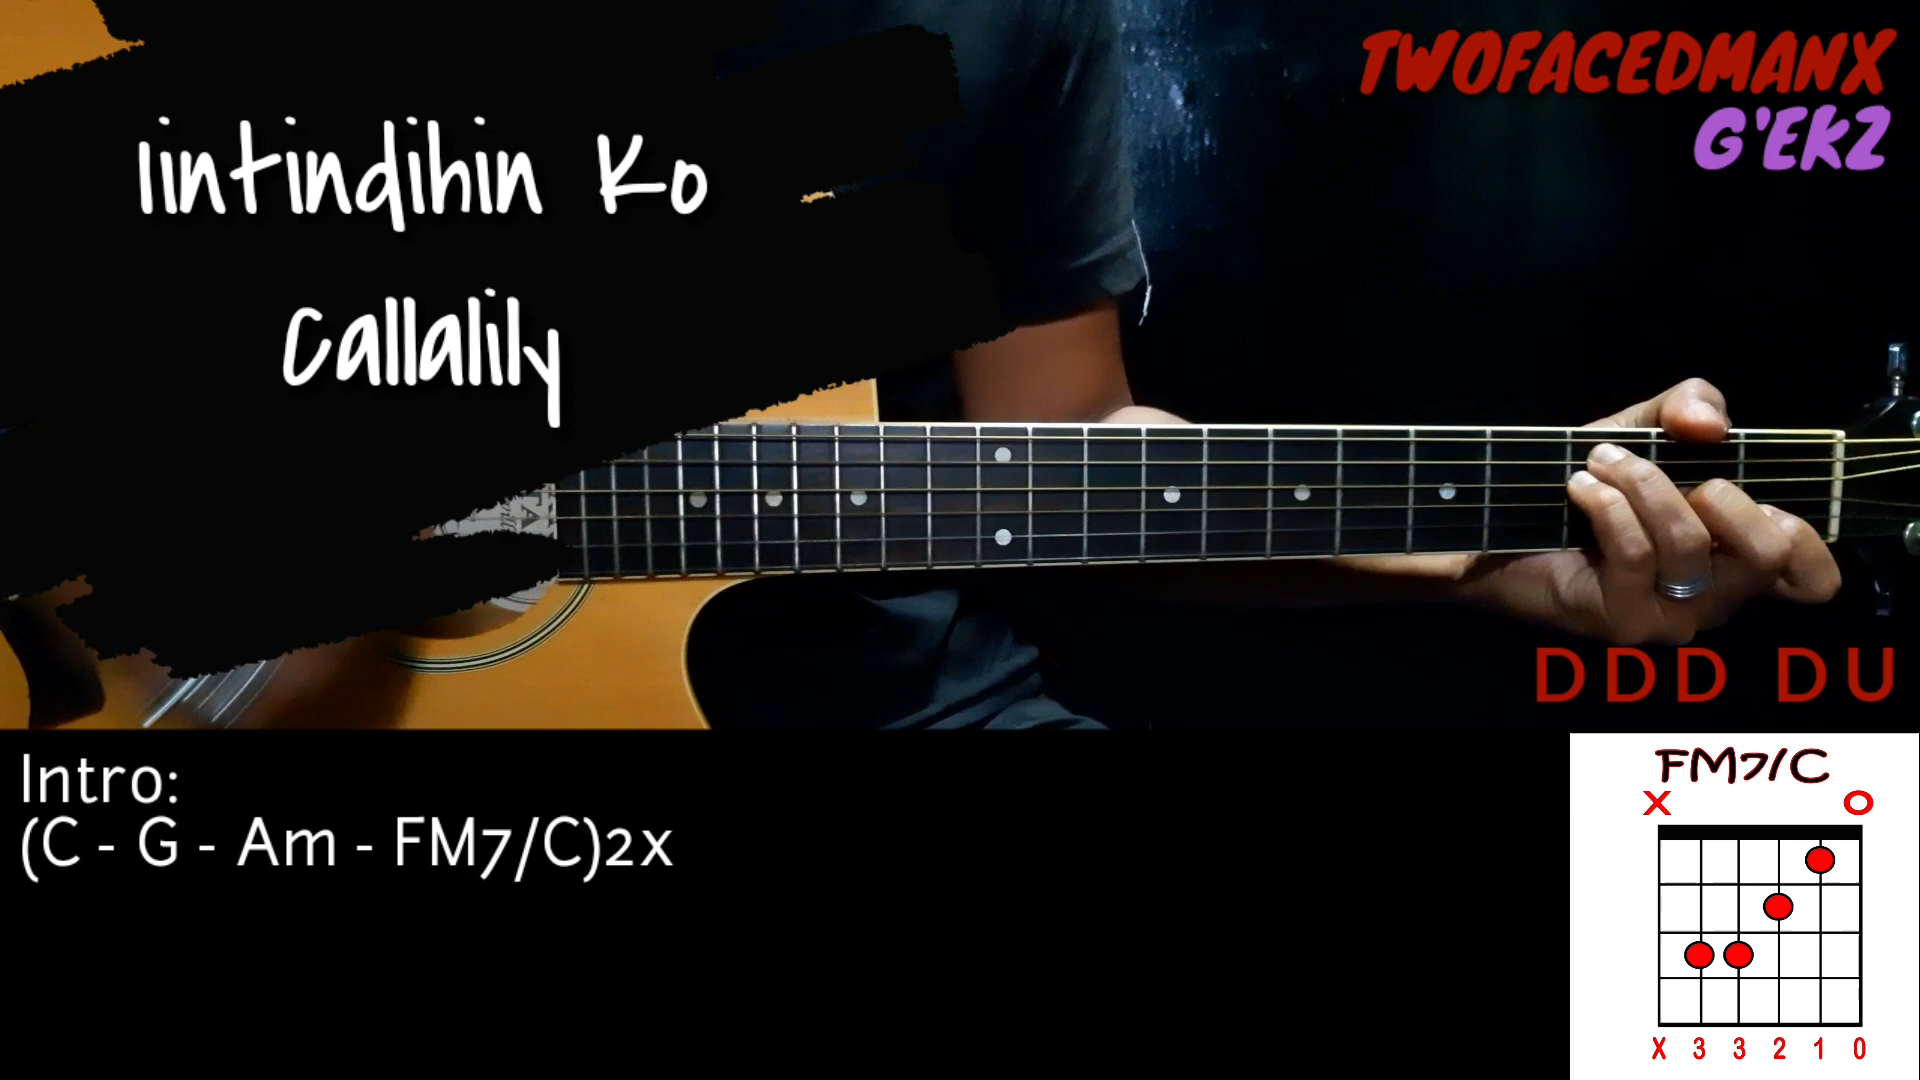 Iintindihin Ko
Callalily
TWOFACEDMANX
G'EKZ
D D D D U
Intro:
(C - G - Am - FM7/C)2x
FM7/C
X O
X 3 3 2 1 0